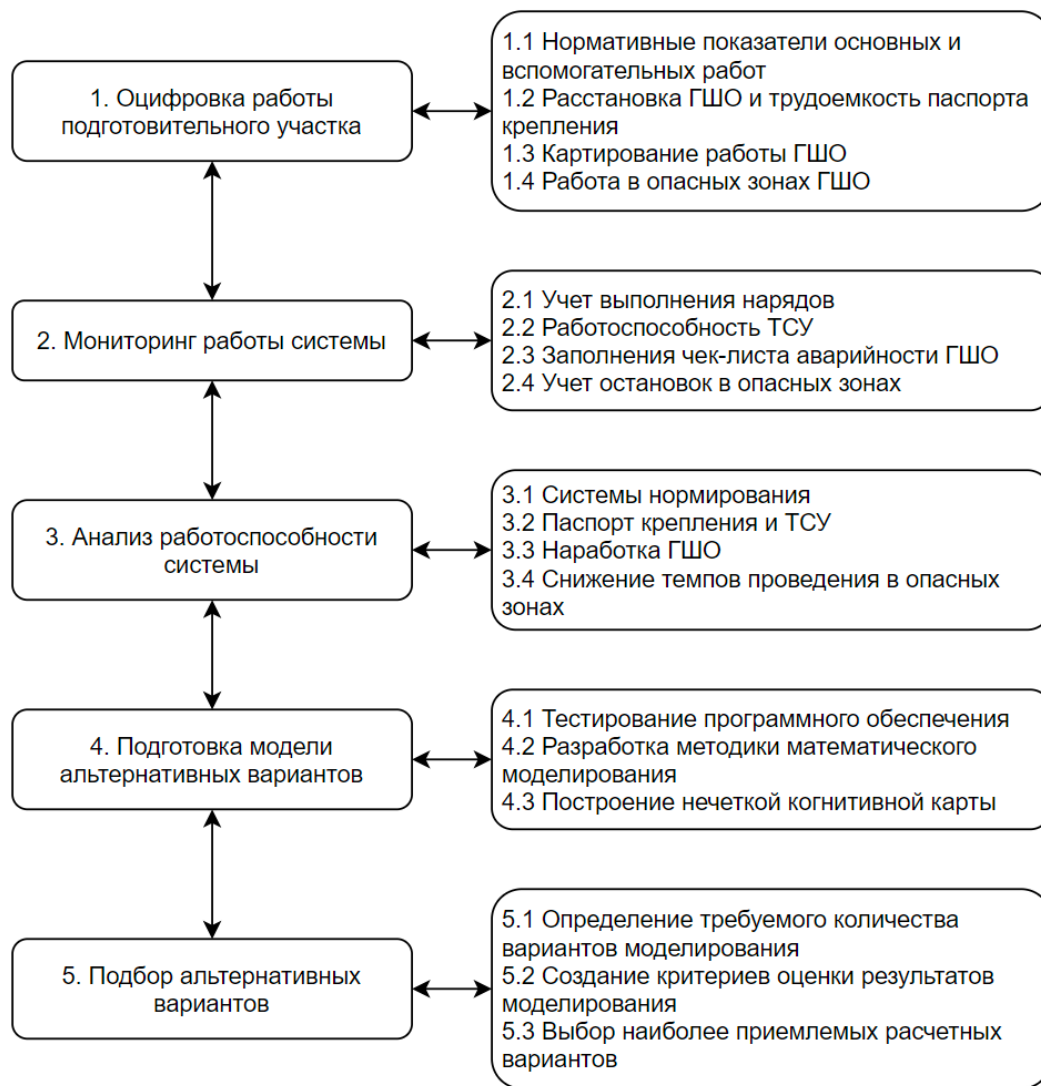 1. Оцифровка работы
подготовительного участка
1.1 Нормативные показатели основных и
вспомогательных работ
1.2 Расстановка ГШО и трудоемкость паспорта
крепления
1.3 Картирование работы ГШО
1.4 Работа в опасных зонах ГШО
2. Мониторинг работы системы
2.1 Учет выполнения нарядов
2.2 Работоспособность ТСУ
2.3 Заполнения чек-листа аварийности ГШО
2.4 Учет остановок в опасных зонах
3. Анализ работоспособности
системы
3.1 Системы нормирования
3.2 Паспорт крепления и ТСУ
3.3 Наработка ГШО
3.4 Снижение темпов проведения в опасных
зонах
4. Подготовка модели
альтернативных вариантов
4.1 Тестирование программного обеспечения
4.2 Разработка методики математического
моделирования
4.3 Построение нечеткой когнитивной карты
5. Подбор альтернативных
вариантов
5.1 Определение требуемого количества
вариантов моделирования
5.2 Создание критериев оценки результатов
моделирования
5.3 Выбор наиболее приемлемых расчетных
вариантов